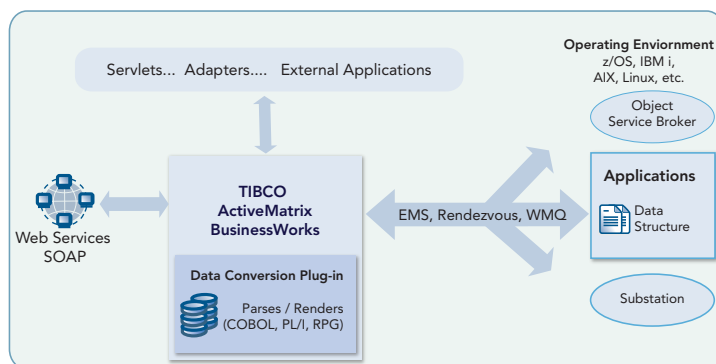 Servlets... Adapters.... External Applications
Operating Enviornment
z/OS, IBM i,
AIX, Linux, etc.
Object
Service Broker
TIBCO
ActiveMatrix
BusinessWorks
Web Services
SOAP
EMS, Rendezvous, WMQ
Applications
Data
Structure
Data Conversion Plug-in
Parses / Renders
(COBOL, PL/I, RPG)
Substation